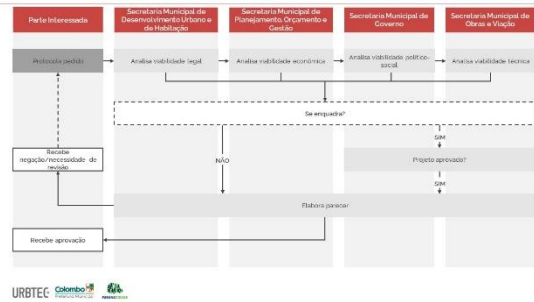 Parte Interessada
Secretaria Municipal de
Desenvolvimento Urbano e
de Habitação
Secretaria Municipal de
Planejamento, Orçamento e
Gestão
Secretaria Municipal de
Governo
Secretaria Municipal de
Obras e Viação
Protocola pedido
Analisa viabilidade legal
Analisa viabilidade econômica
Analisa viabilidade político-
social
Analisa viabilidade técnica
Se enquadra?
SIM
Recebe
negação/necessidade de
revisão
NÃO
Projeto aprovado?
SIM
Elabora parecer
Recebe aprovação
URBTEC
Colombo